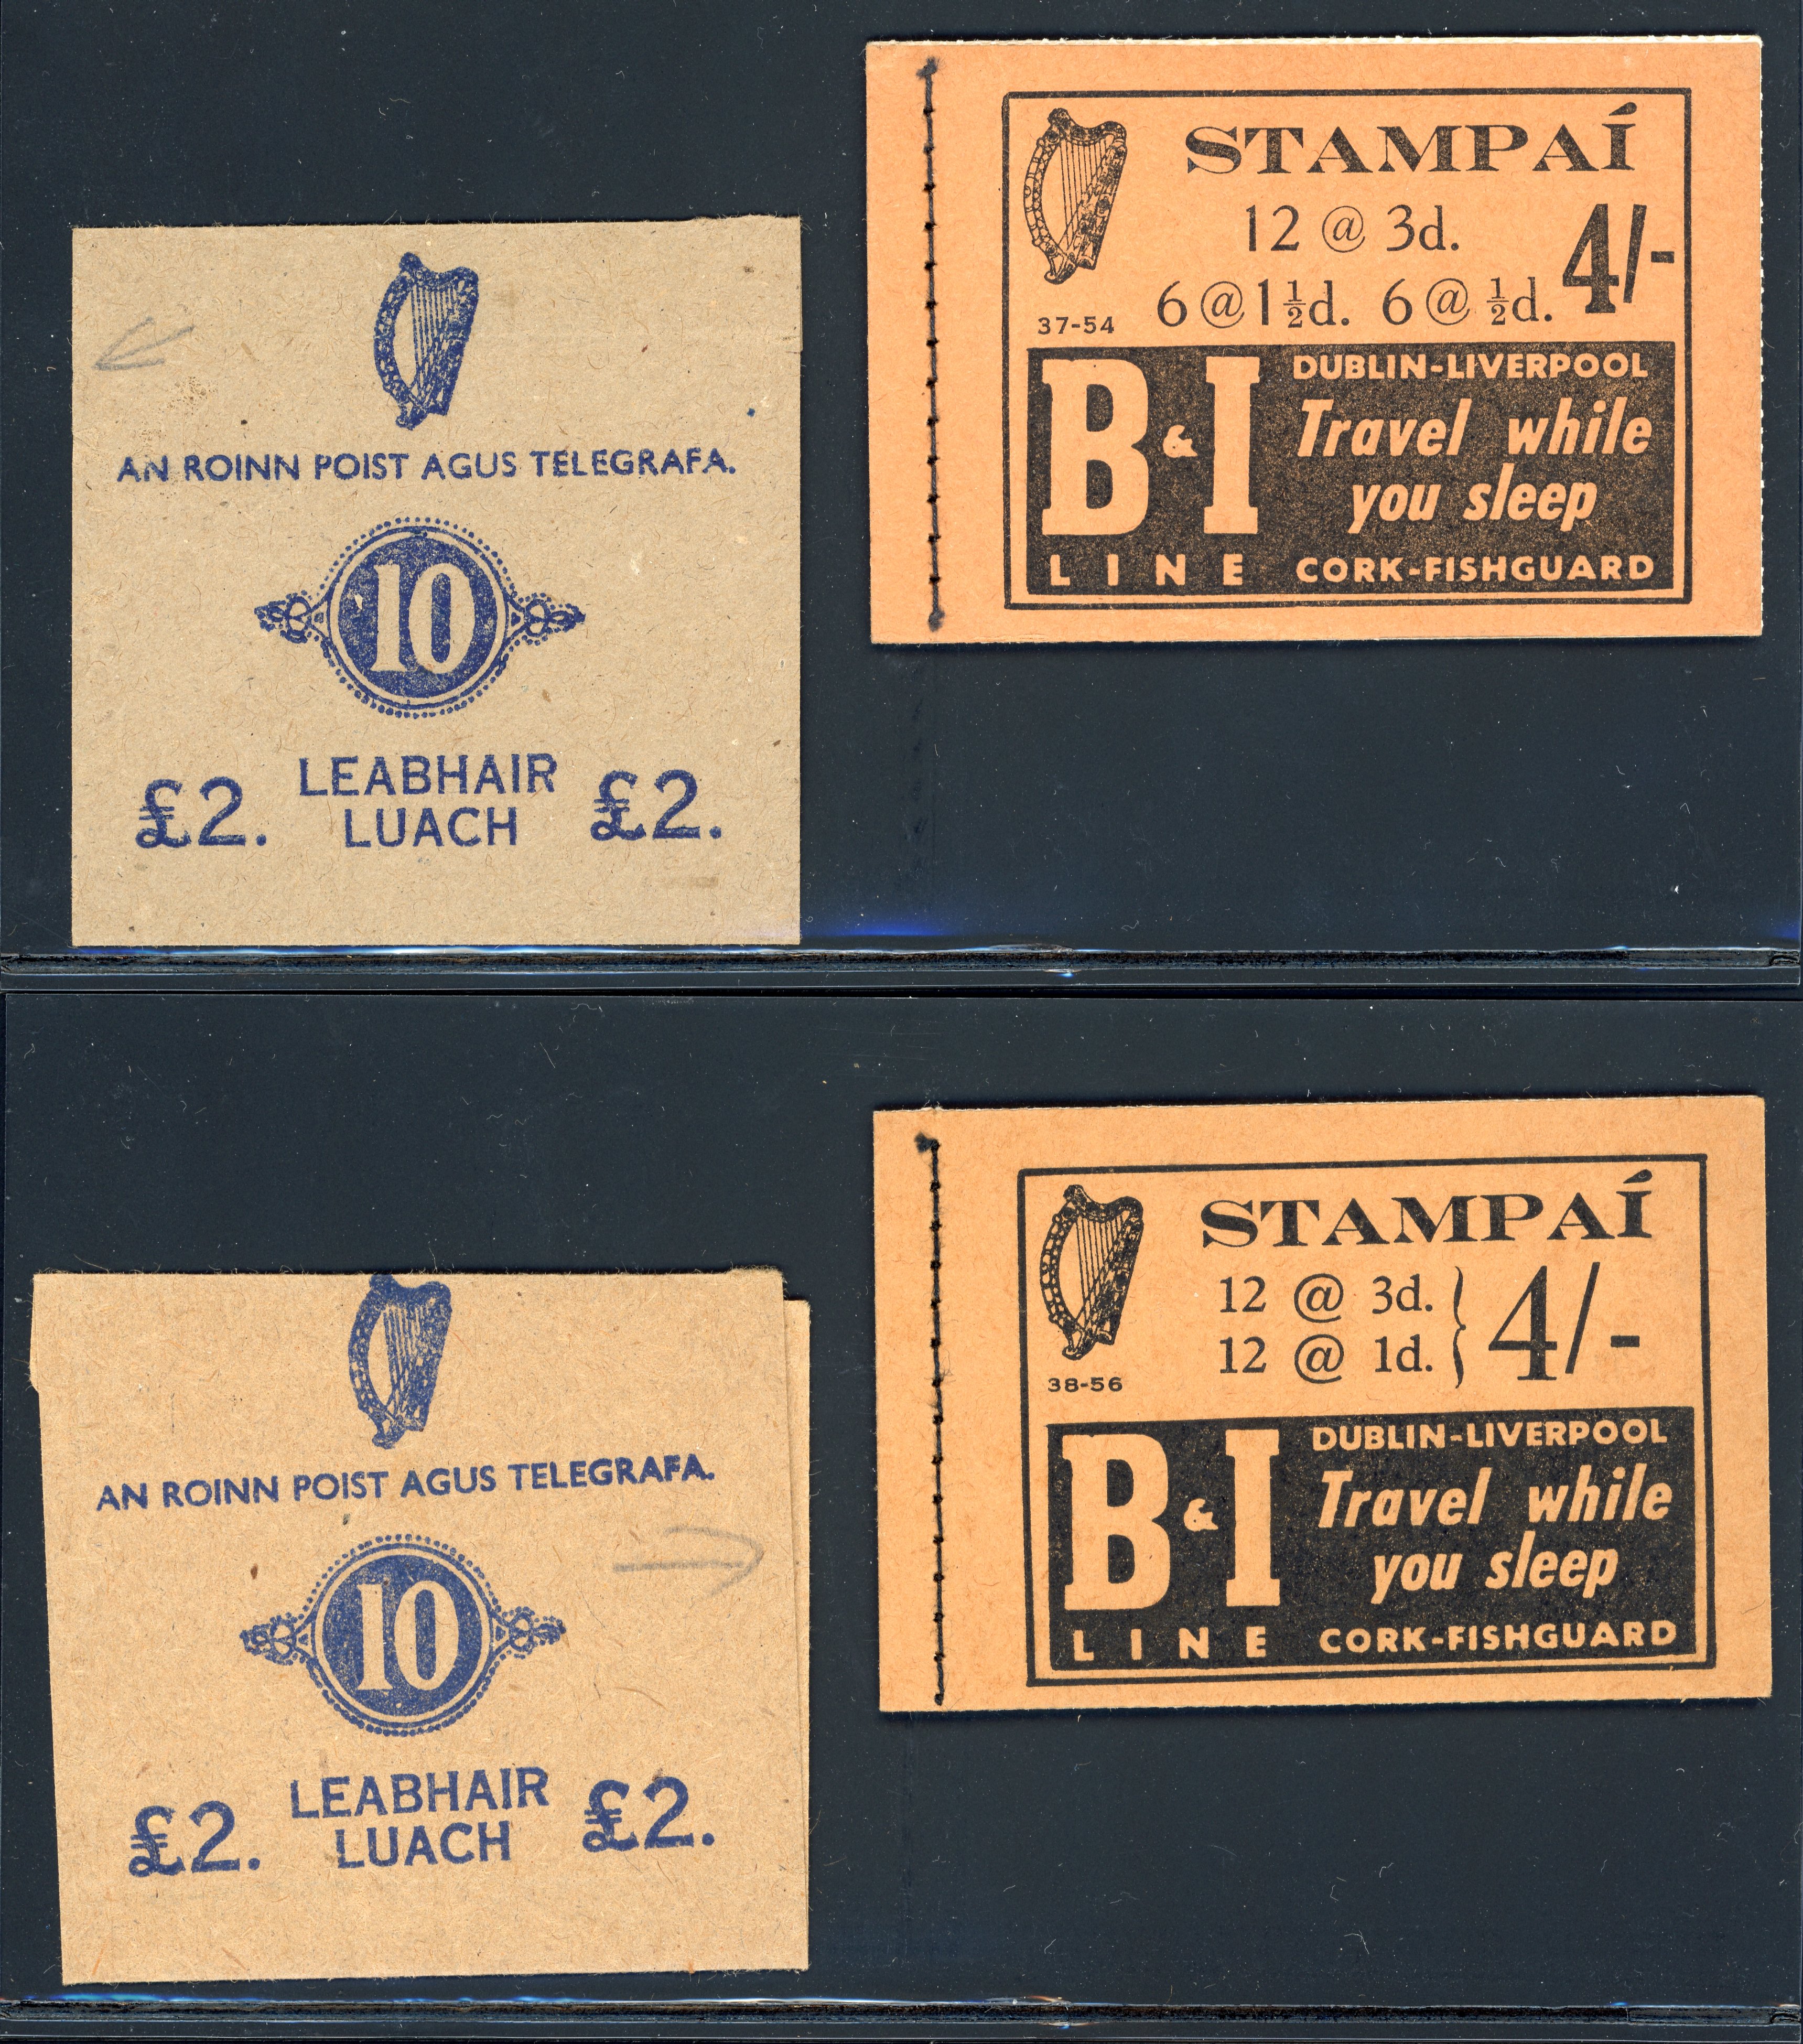 AN ROINN POIST AGUS TELEGRAFA.
10
LEABHAIR
£2. LUACH £2.
STAMPAÍ
12 @ 3d.
6 @ 1½d. 6 @ ½d. 4/-
37-54
B & I
LINE
DUBLIN-LIVERPOOL
Travel while
you sleep
CORK-FISHGUARD
AN ROINN POIST AGUS TELEGRAFA.
10
LEABHAIR
£2. LUACH £2.
STAMPAÍ
12 @ 3d.
12 @ 1d. } 4/-
38-56
B & I
LINE
DUBLIN-LIVERPOOL
Travel while
you sleep
CORK-FISHGUARD